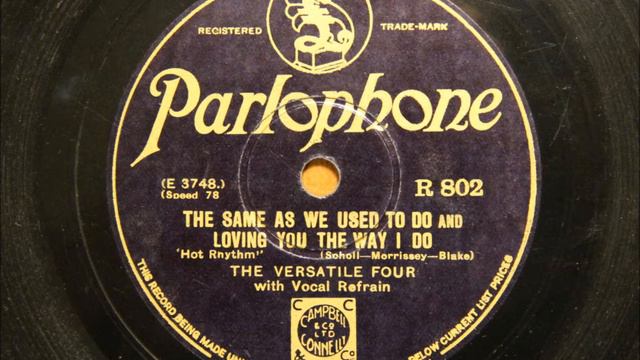 REGISTERED TRADE-MARK
Parlophone
(E 3748.)
(Speed 78
R 802
THE SAME AS WE USED TO DO AND
LOVING YOU THE WAY I DO
'Hot Rhythm' (Scholl—Morrissey—Blake)
THE VERSATILE FOUR
with Vocal Refrain
C C
CAMPBELL
& CO
LTD
CONNELLY
& Co
THIS RECORD BEING MADE
BELOW CURRENT LIST PRICES